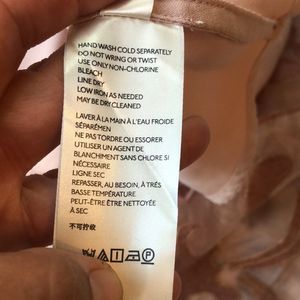 HAND WASH COLD SEPARATELY
DO NOT WRING OR TWIST
USE ONLY NON-CHLORINE
BLEACH
LINE DRY
LOW IRON AS NEEDED
MAY BE DRY CLEANED
LAVER À LA MAIN À L'EAU FROIDE
SÉPARÉMEN
NE PAS TORDRE OU ESSORER
UTILISER UN AGENT DE
BLANCHIMENT SANS CHLORE SI
NÉCESSAIRE
LIGNE SEC
REPASSER, AU BESOIN, À TRÉS
BASSE TEMPÉRATURE
PEUT-ÊTRE ÊTRE NETTOYÉE
À SEC
不可拧绞